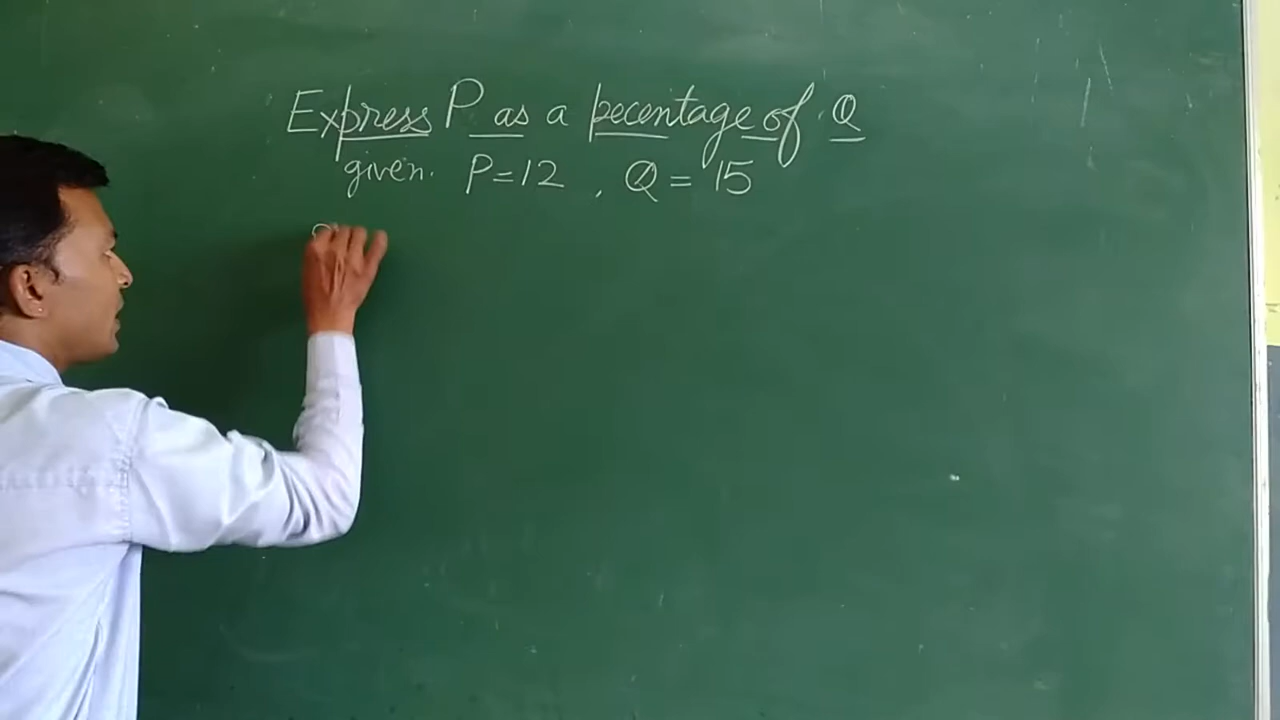 Express P as a pecentage of Q
given. P=12 , Q = 15